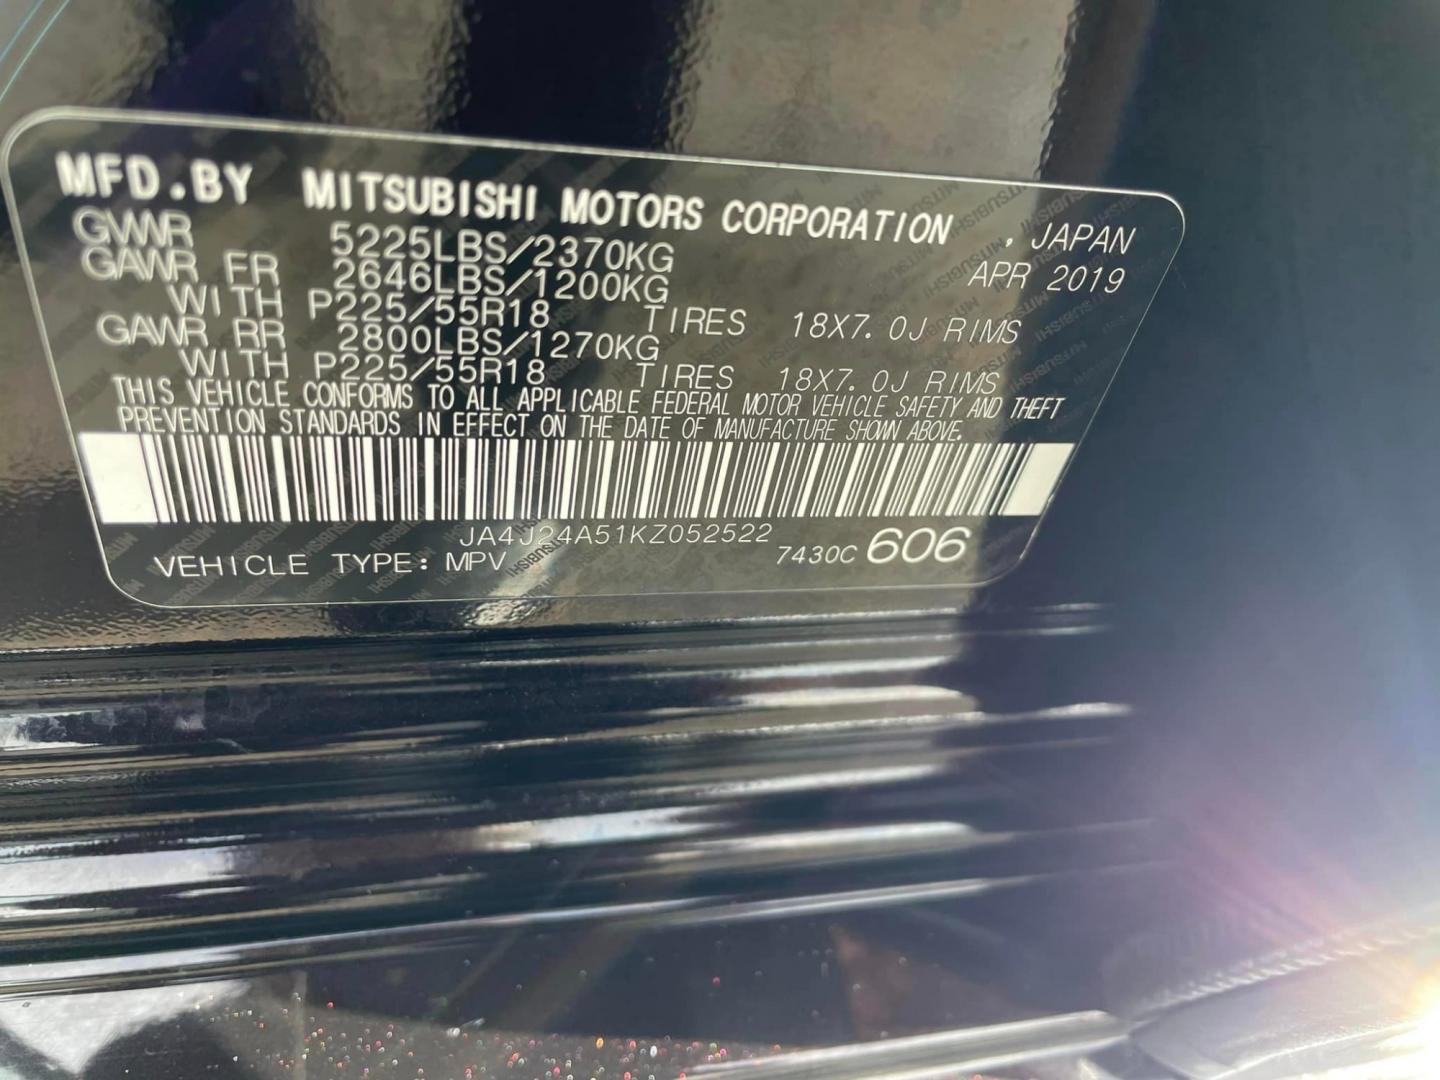 MFD.BY MITSUBISHI MOTORS CORPORATION , JAPAN
GVWR 5225LBS/2370KG APR 2019
GAWR FR 2646LBS/1200KG
WITH P225/55R18 TIRES 18X7.0J RIMS
GAWR RR 2800LBS/1270KG
WITH P225/55R18 TIRES 18X7.0J RIMS
THIS VEHICLE CONFORMS TO ALL APPLICABLE FEDERAL MOTOR VEHICLE SAFETY AND THEFT
PREVENTION STANDARDS IN EFFECT ON THE DATE OF MANUFACTURE SHOWN ABOVE.
JA4J24A51KZ052522
VEHICLE TYPE: MPV 7430C 606